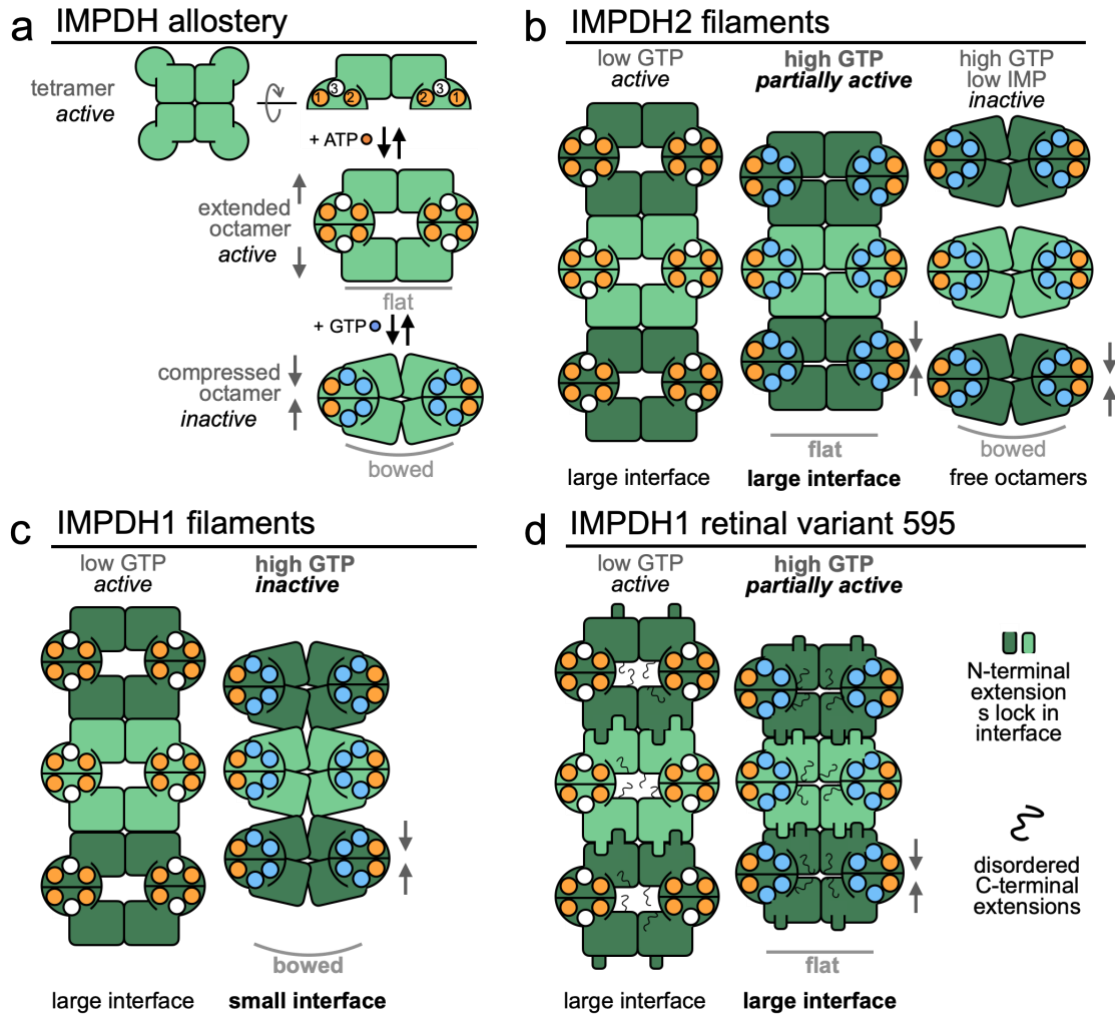 a IMPDH allostery
tetramer
active
1 3 2 2 3 1
+ ATP
extended
octamer
active
flat
+ GTP
compressed
octamer
inactive
bowed
b IMPDH2 filaments
low GTP
active
high GTP
partially active
high GTP
low IMP
inactive
flat
bowed
large interface
large interface
free octamers
c IMPDH1 filaments
low GTP
active
high GTP
inactive
bowed
large interface
small interface
d IMPDH1 retinal variant 595
low GTP
active
high GTP
partially active
N-terminal
extension
s lock in
interface
disordered
C-terminal
extensions
flat
large interface
large interface